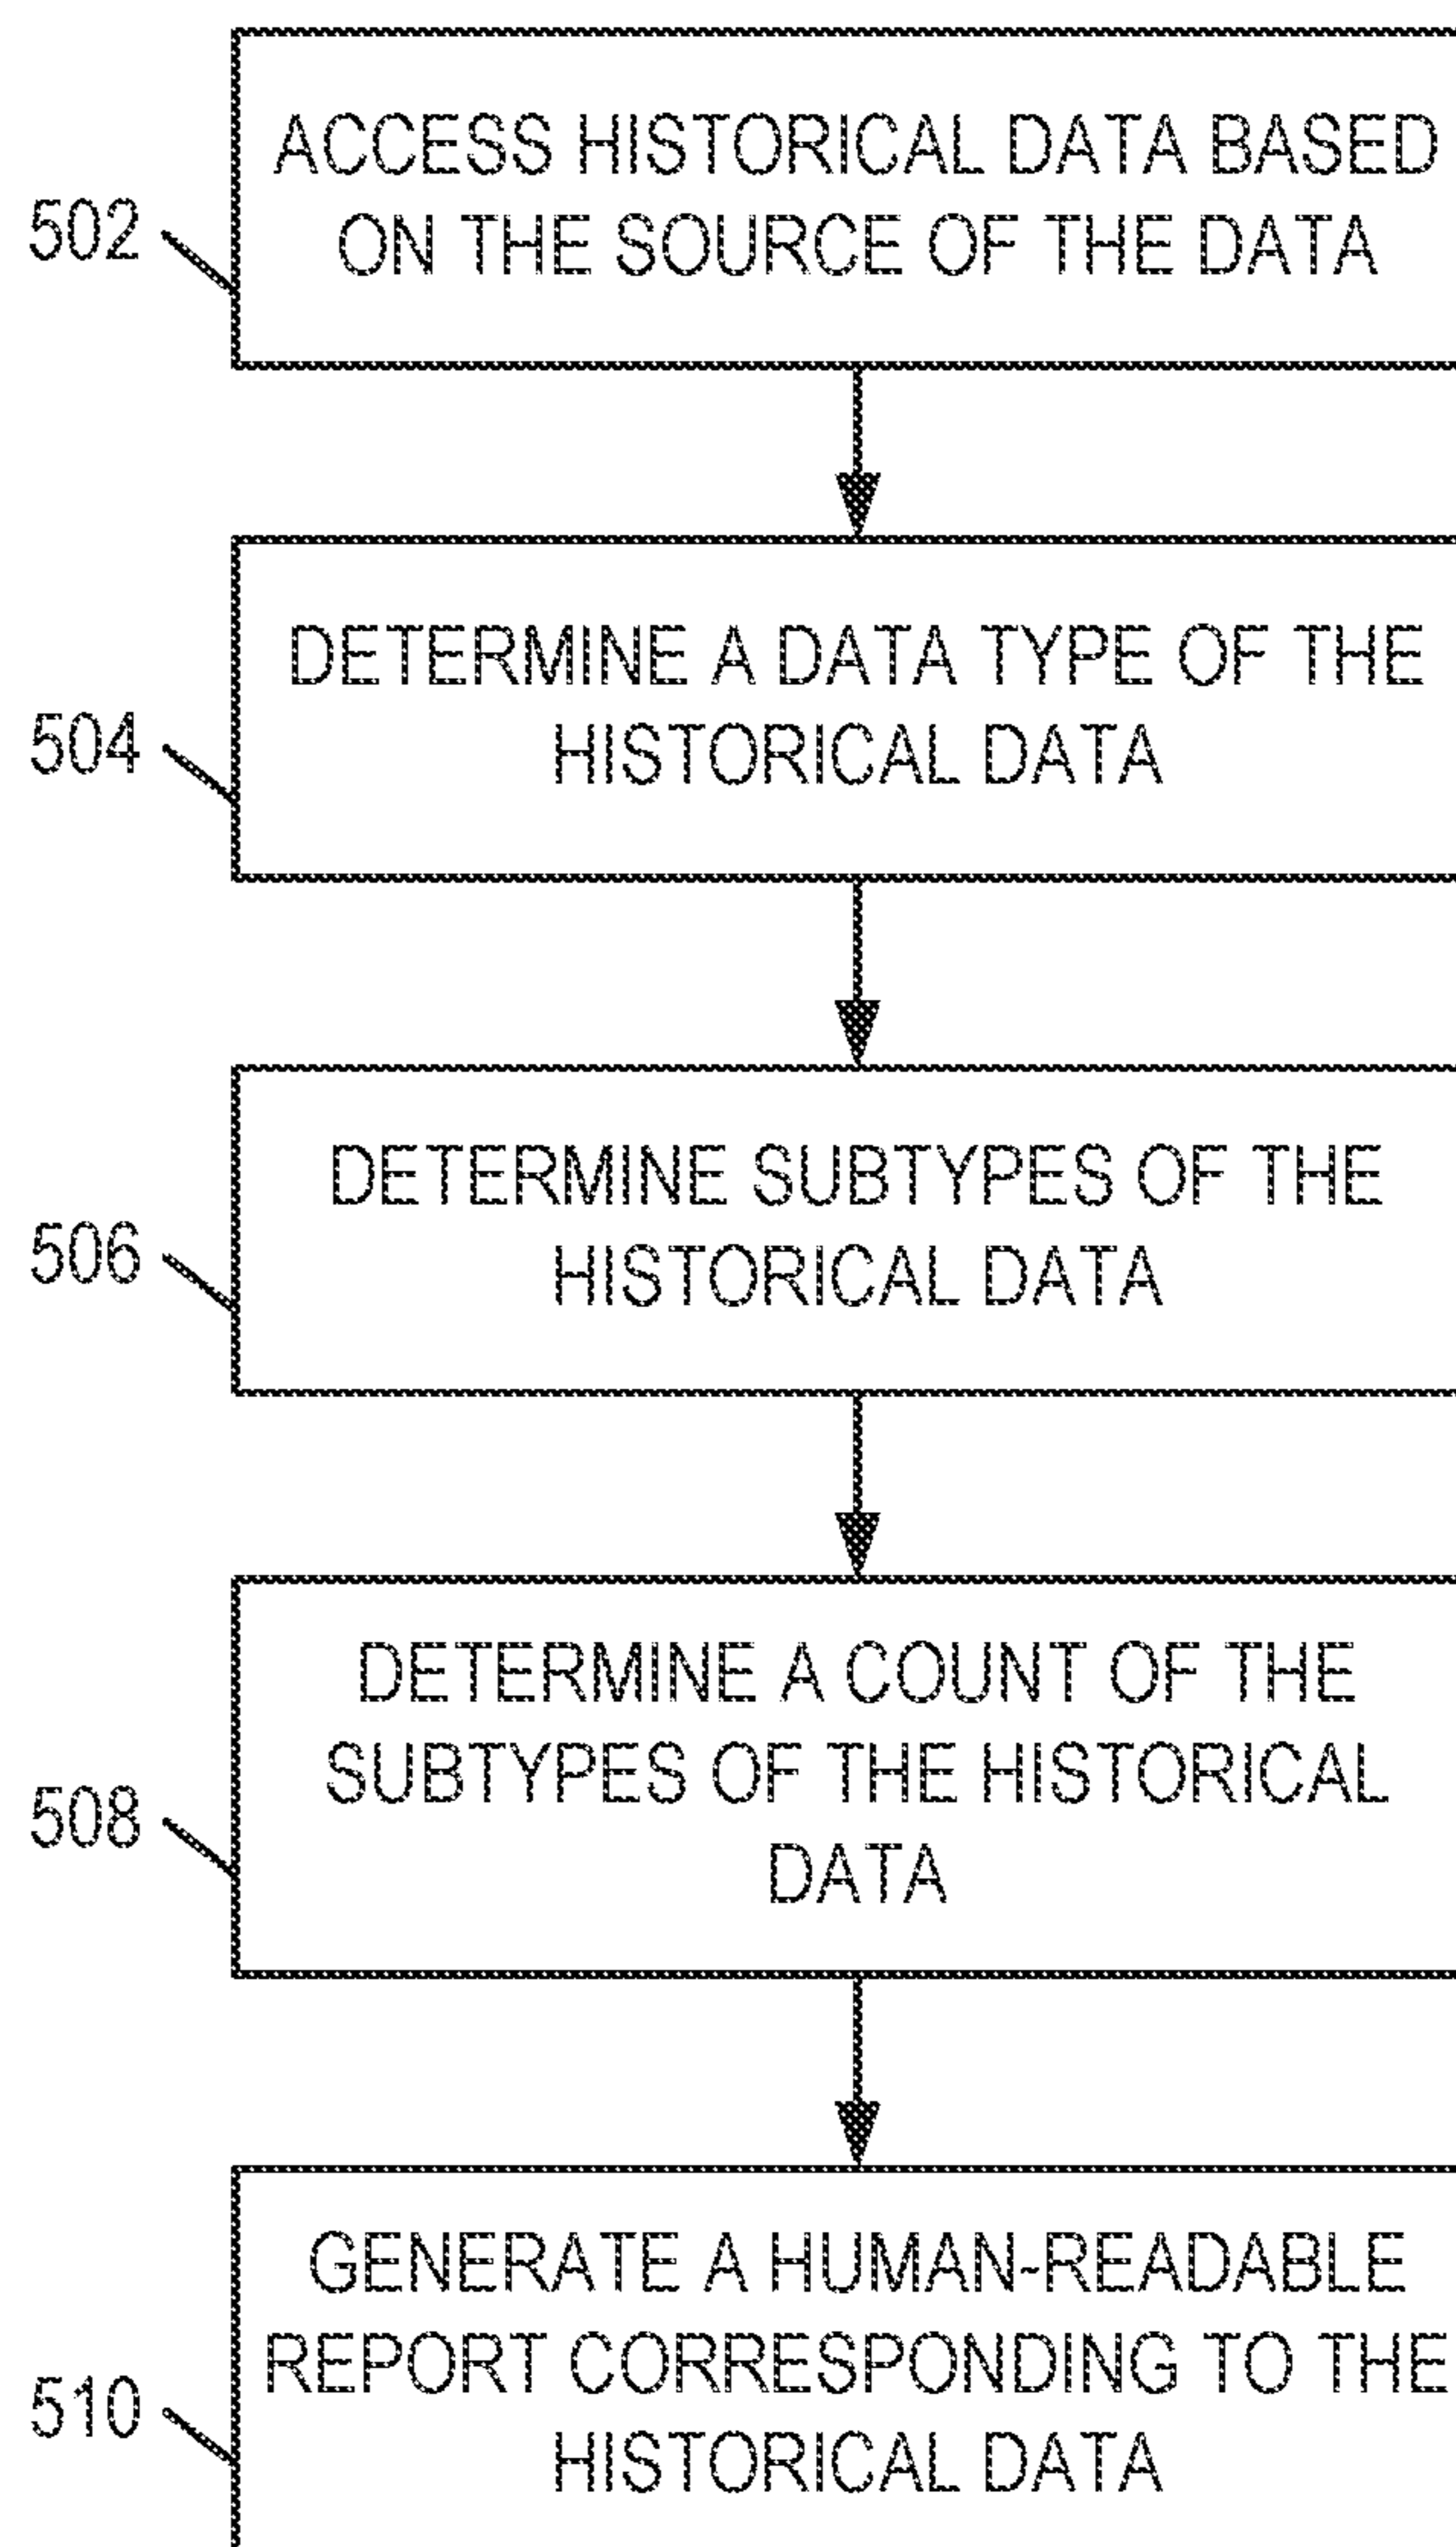 ACCESS HISTORICAL DATA BASED
ON THE SOURCE OF THE DATA
502
DETERMINE A DATA TYPE OF THE
HISTORICAL DATA
504
DETERMINE SUBTYPES OF THE
HISTORICAL DATA
506
DETERMINE A COUNT OF THE
SUBTYPES OF THE HISTORICAL
DATA
508
GENERATE A HUMAN-READABLE
REPORT CORRESPONDING TO THE
HISTORICAL DATA
510